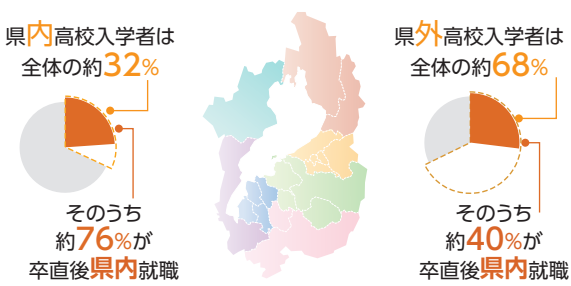 県内高校入学者は
全体の約32%
そのうち
約76%が
卒直後県内就職
県外高校入学者は
全体の約68%
そのうち
約40%が
卒直後県内就職